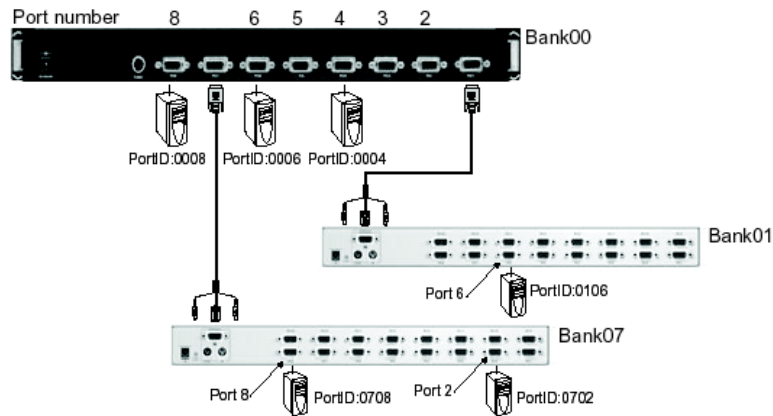 Port number 8 6 5 4 3 2
Bank00
PortID:0008 PortID:0006 PortID:0004
Bank01
Port 6 PortID:0106
Bank07
Port 8 PortID:0708 Port 2 PortID:0702